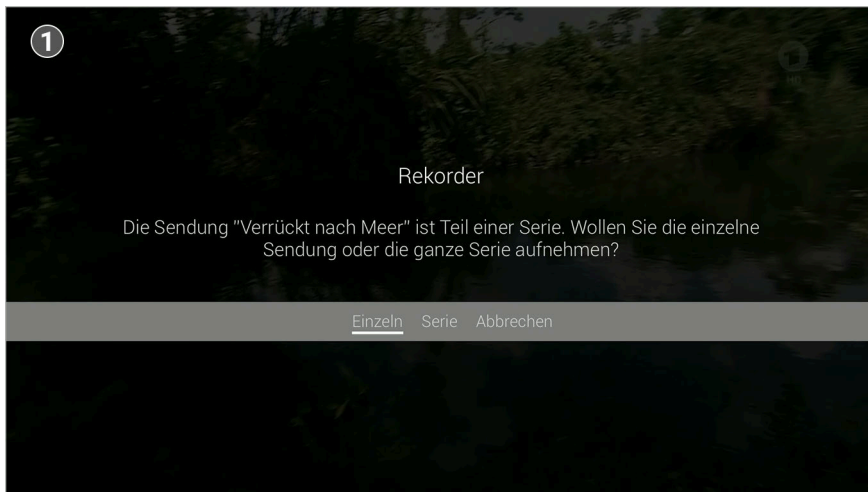 1
HD
Rekorder
Die Sendung "Verrückt nach Meer" ist Teil einer Serie. Wollen Sie die einzelne
Sendung oder die ganze Serie aufnehmen?
Einzeln Serie Abbrechen